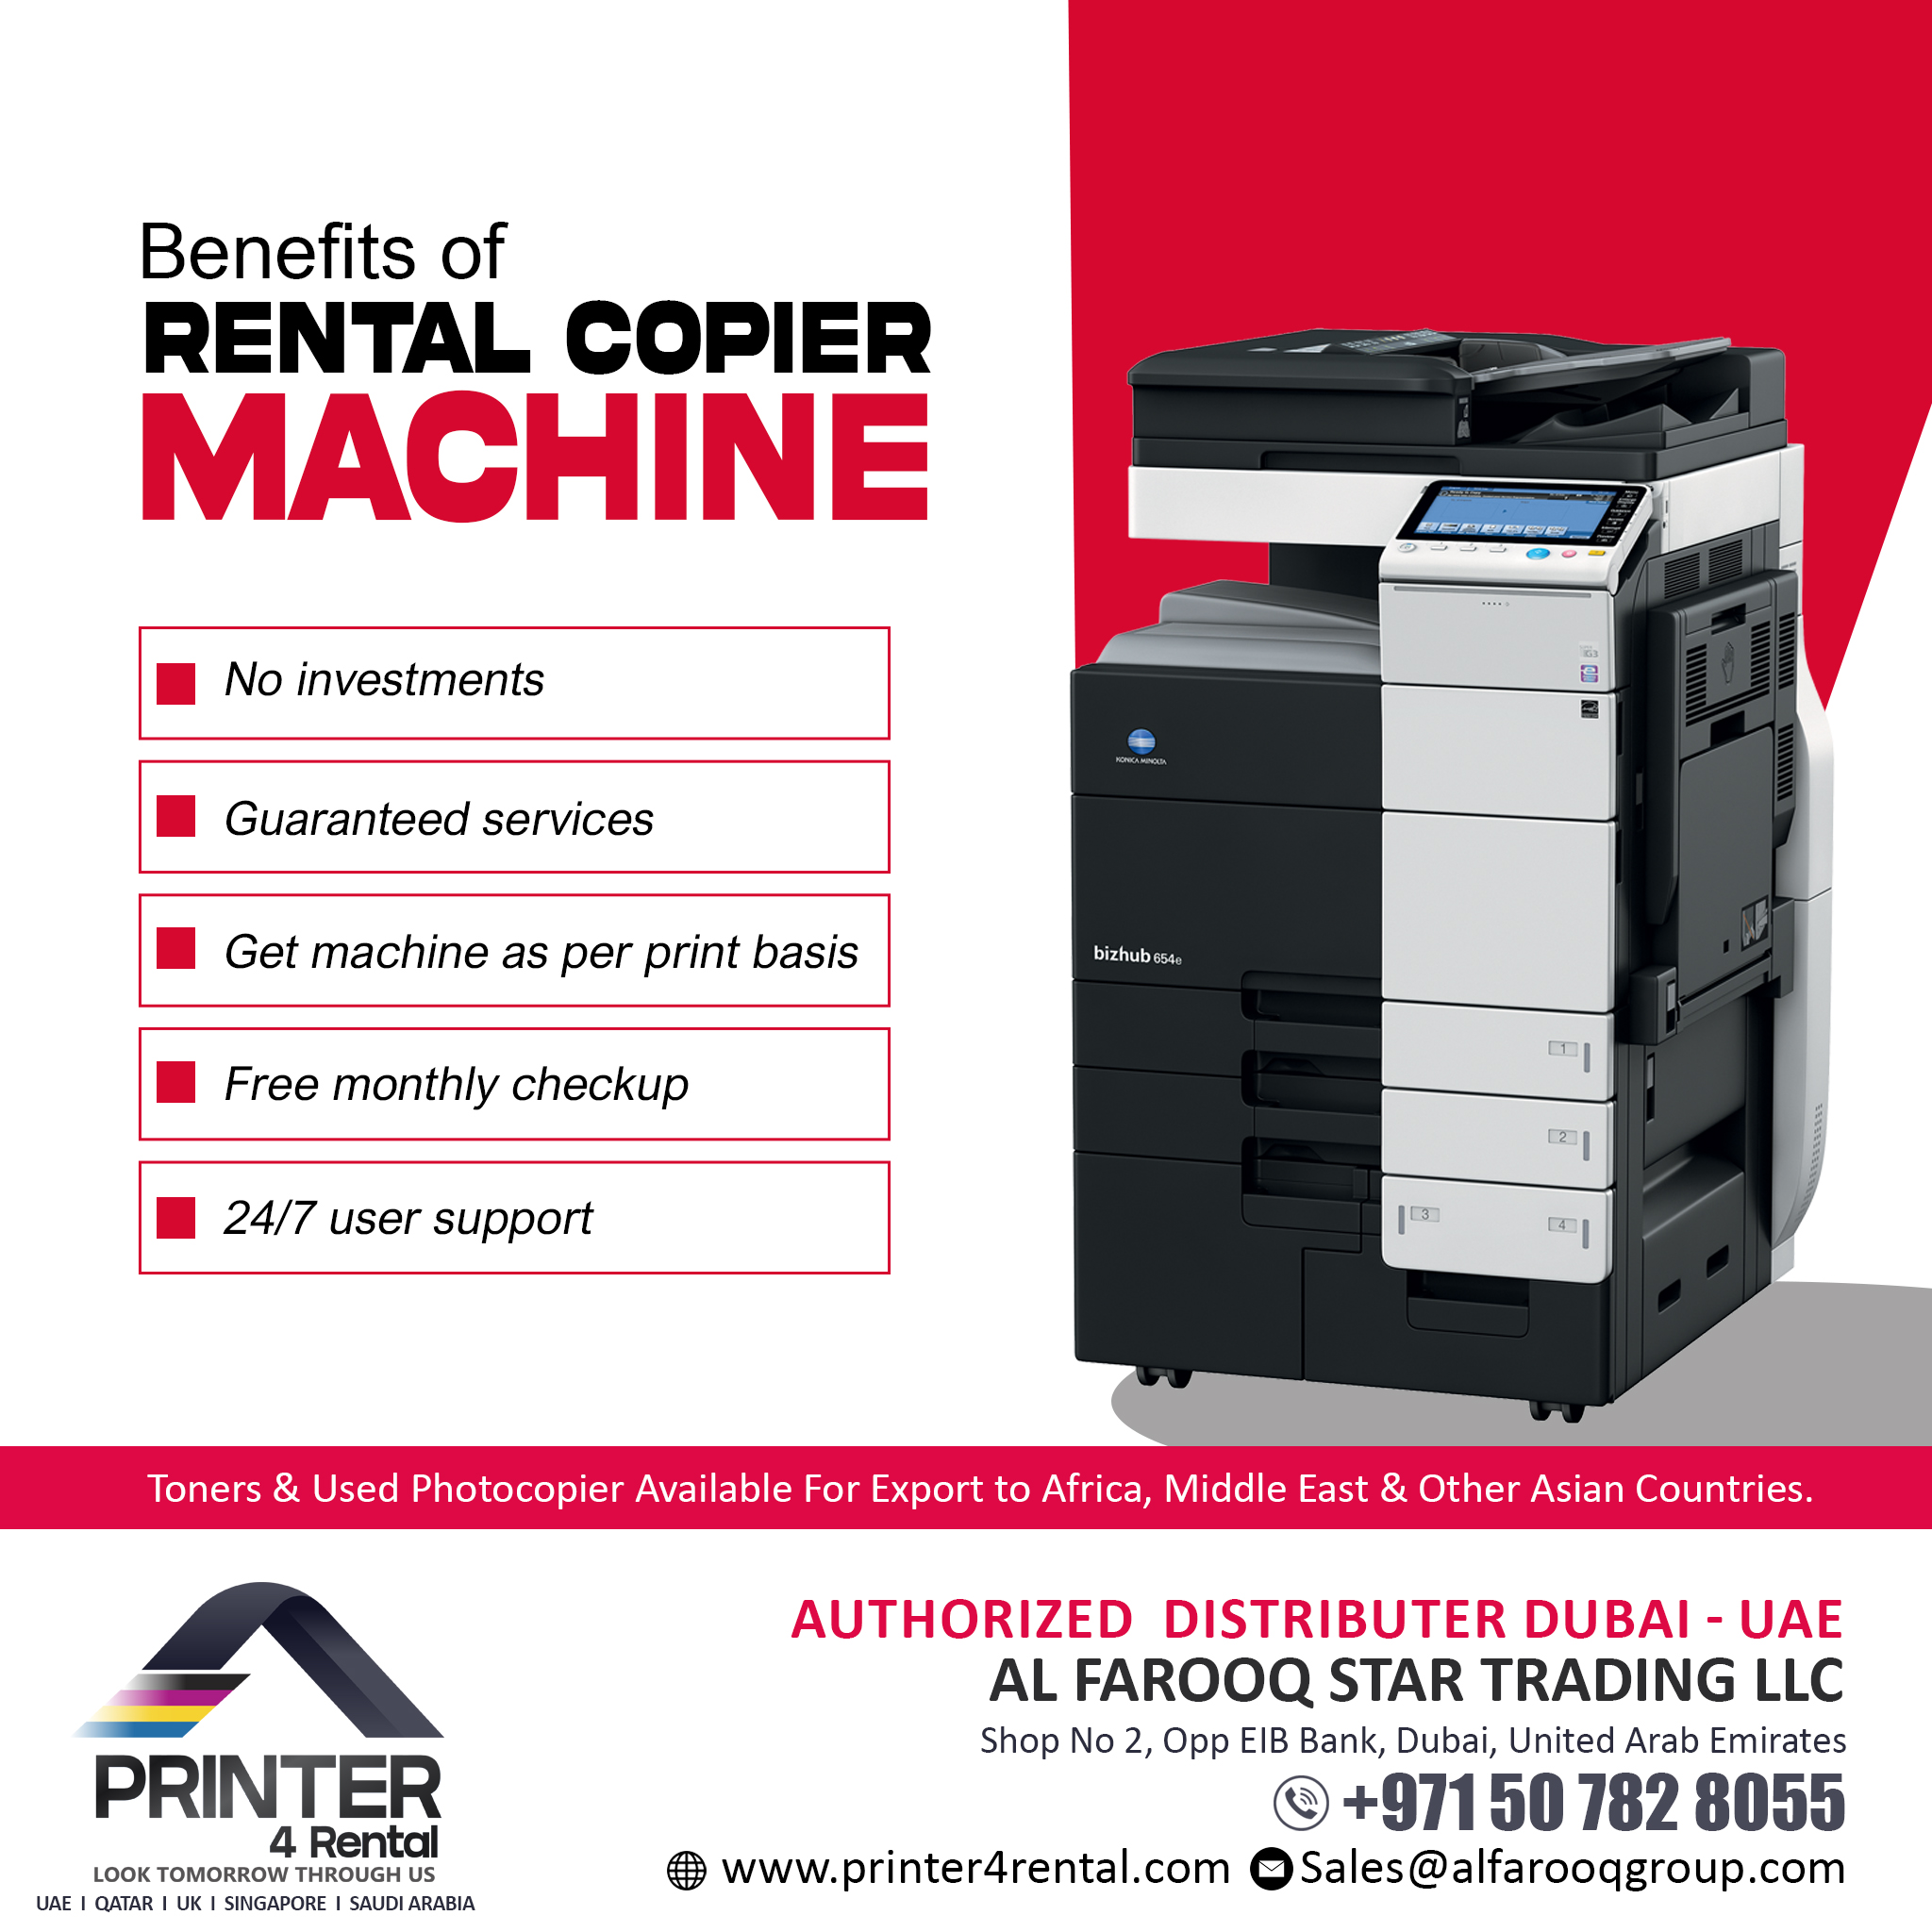 Benefits of
RENTAL COPIER
MACHINE
No investments
Guaranteed services
Get machine as per print basis
Free monthly checkup
24/7 user support
KONICA MINOLTA
bizhub 654e
1
2
3
4
Toners & Used Photocopier Available For Export to Africa, Middle East & Other Asian Countries.
PRINTER
4 Rental
LOOK TOMORROW THROUGH US
UAE I QATAR I UK I SINGAPORE I SAUDI ARABIA
AUTHORIZED DISTRIBUTER DUBAI - UAE
AL FAROOQ STAR TRADING LLC
Shop No 2, Opp EIB Bank, Dubai, United Arab Emirates
+971 50 782 8055
www.printer4rental.com
Sales@alfarooqgroup.com